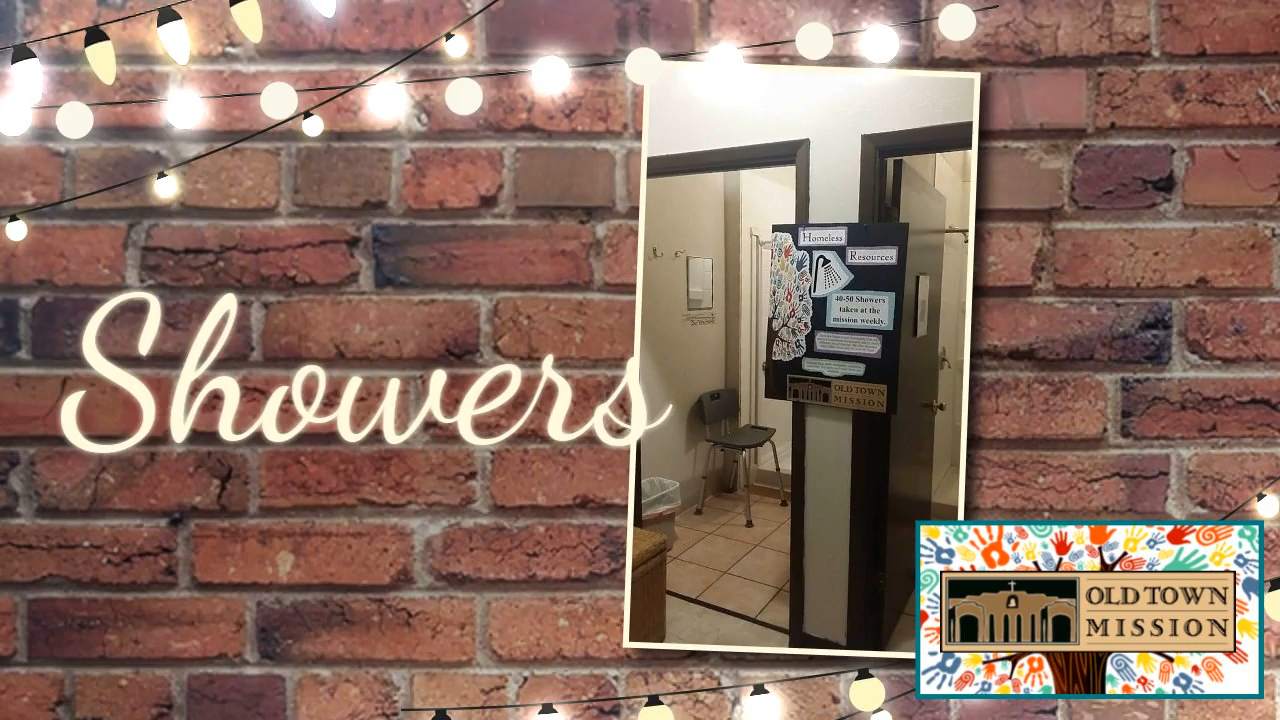 Showers
Homeless
Resources
40-50 Showers
taken at the
mission weekly.
OLD TOWN
MISSION
OLD TOWN
MISSION